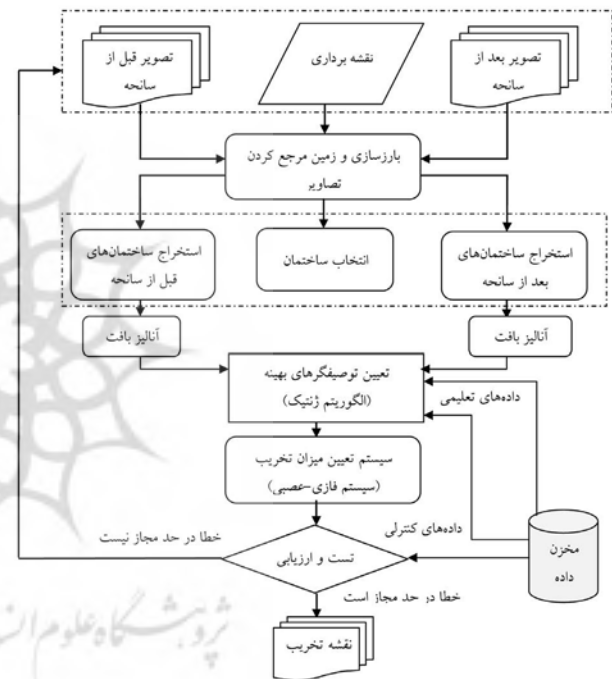 تصویر بعد از
سانحه
نقشه برداری
تصویر قبل از
سانحه
بارزسازی و زمین مرجع کردن
تصاویر
استخراج ساختمان‌های
بعد از سانحه
انتخاب ساختمان
استخراج ساختمان‌های
قبل از سانحه
آنالیز بافت
آنالیز بافت
تعیین توصیفگرهای بهینه
(الگوریتم ژنتیک)
داده‌های تعلیمی
سیستم تعیین میزان تخریب
(سیستم فازی-عصبی)
داده‌های کنترلی
خطا در حد مجاز نیست
تست و ارزیابی
مخزن
داده
خطا در حد مجاز است
نقشه تخریب
پژوهشگاه علوم انس